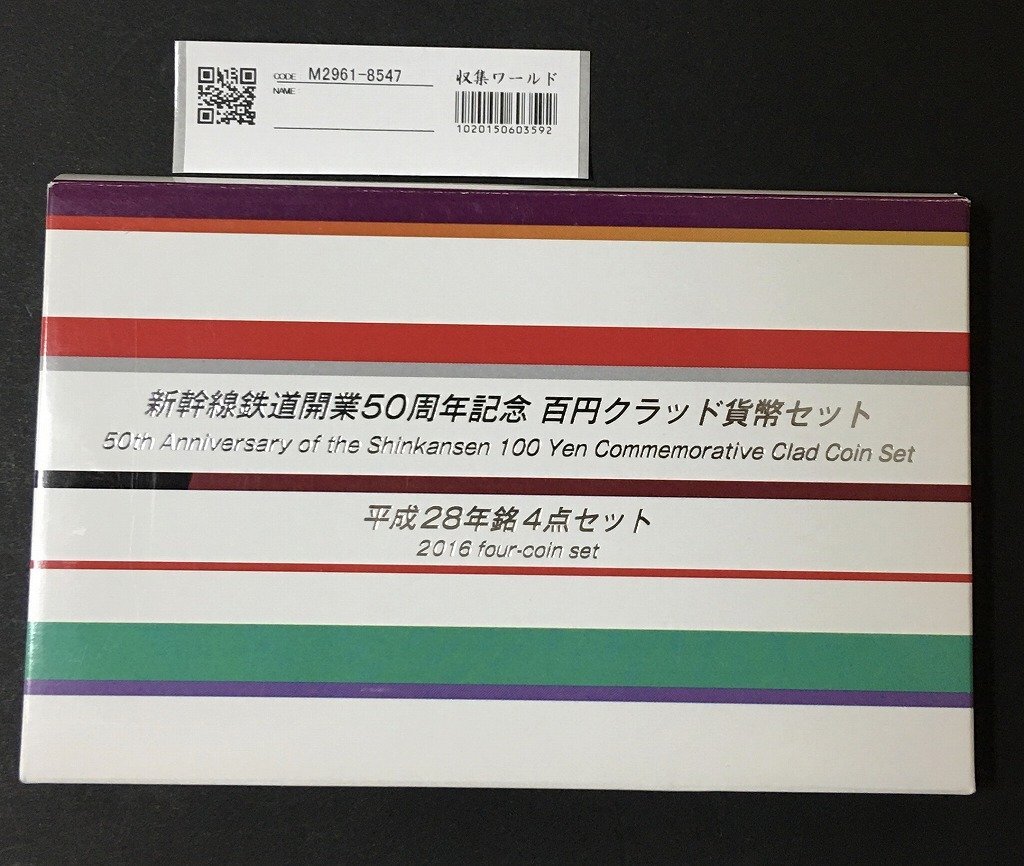 CODE : M2961-8547
NAME :
収集ワールド
1020150603592
新幹線鉄道開業50周年記念 百円クラッド貨幣セット
50th Anniversary of the Shinkansen 100 Yen Commemorative Clad Coin Set
平成28年銘4点セット
2016 four-coin set